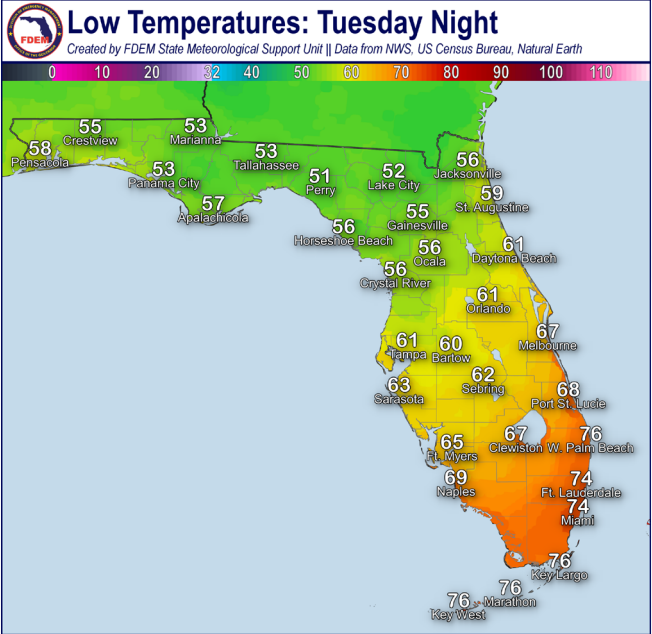 Low Temperatures: Tuesday Night
FDEM
Created by FDEM State Meteorological Support Unit || Data from NWS, US Census Bureau, Natural Earth
0 10 20 32 40 50 60 70 80 90 100 110
55
Crestview
53
Marianna
58
Pensacola
53
Panama City
53
Tallahassee
51
Perry
52
Lake City
56
Jacksonville
57
Apalachicola
59
St. Augustine
55
Gainesville
56
Horseshoe Beach
56
Ocala
61
Daytona Beach
56
Crystal River
61
Orlando
61
Tampa
60
Bartow
67
Melbourne
62
Sebring
63
Sarasota
68
Port St. Lucie
65
Ft. Myers
67
Clewiston
76
W. Palm Beach
69
Naples
74
Ft. Lauderdale
74
Miami
76
Key Largo
76
Marathon
76
Key West